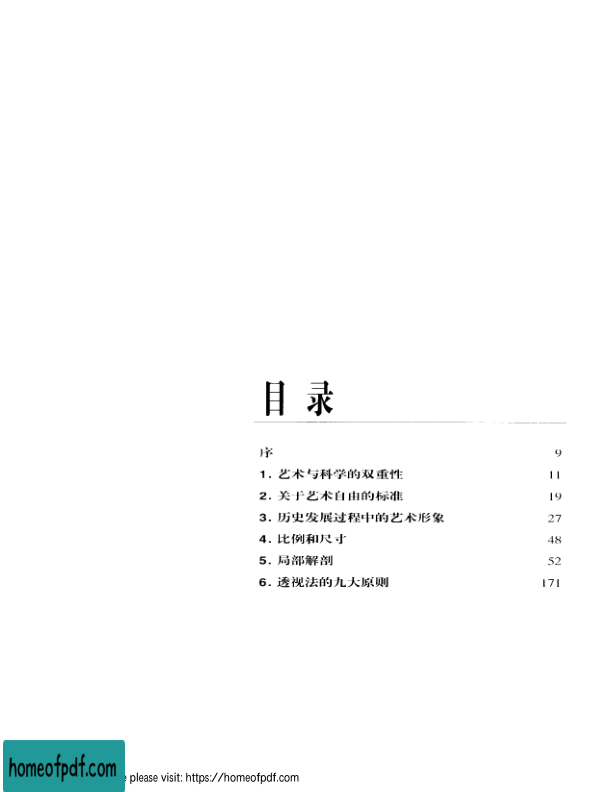 目 录
序 9
1. 艺术与科学的双重性 11
2. 关于艺术自由的标准 19
3. 历史发展过程中的艺术形象 27
4. 比例和尺寸 48
5. 局部解剖 52
6. 透视法的九大原则 171
homeofpdf.com
please visit: https://homeofpdf.com